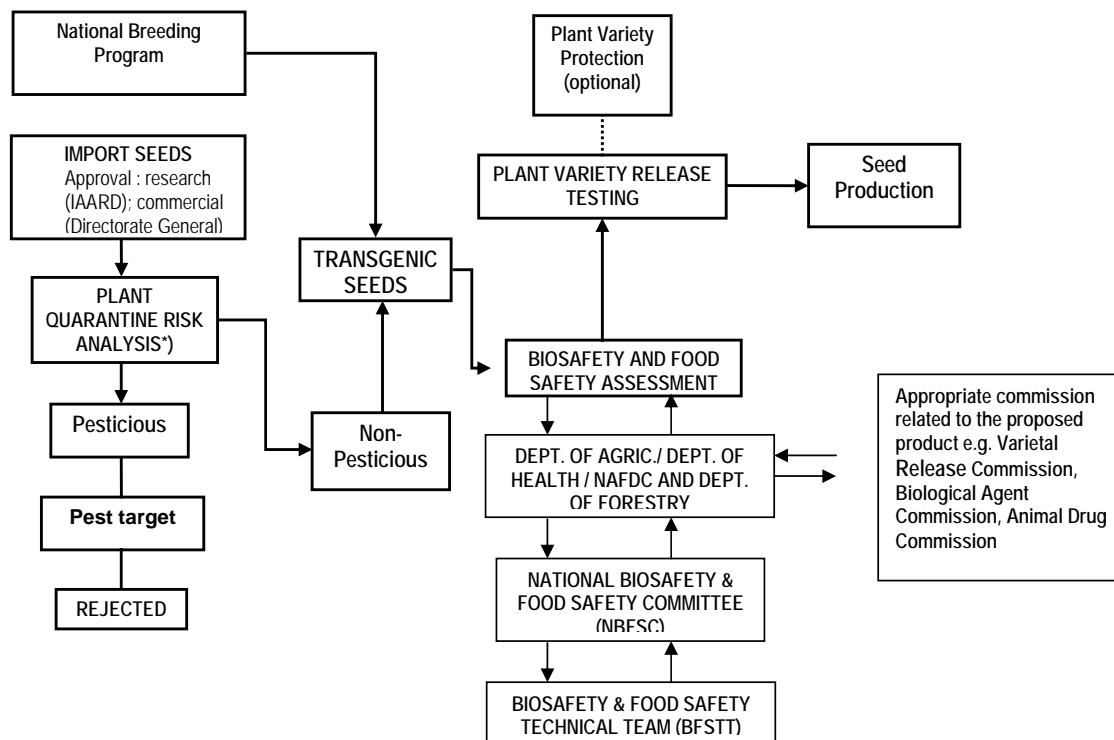 National Breeding
Program
Plant Variety
Protection
(optional)
IMPORT SEEDS
Approval : research
(IAARD); commercial
(Directorate General)
PLANT VARIETY RELEASE
TESTING
Seed
Production
TRANSGENIC
SEEDS
PLANT
QUARANTINE RISK
ANALYSIS*)
BIOSAFETY AND FOOD
SAFETY ASSESSMENT
Pesticious
Non-
Pesticious
Appropriate commission
related to the proposed
product e.g. Varietal
Release Commission,
Biological Agent
Commission, Animal Drug
Commission
DEPT. OF AGRIC./ DEPT. OF
HEALTH / NAFDC AND DEPT.
OF FORESTRY
Pest target
REJECTED
NATIONAL BIOSAFETY &
FOOD SAFETY COMMITTEE
(NBFSC)
BIOSAFETY & FOOD SAFETY
TECHNICAL TEAM (BFSTT)